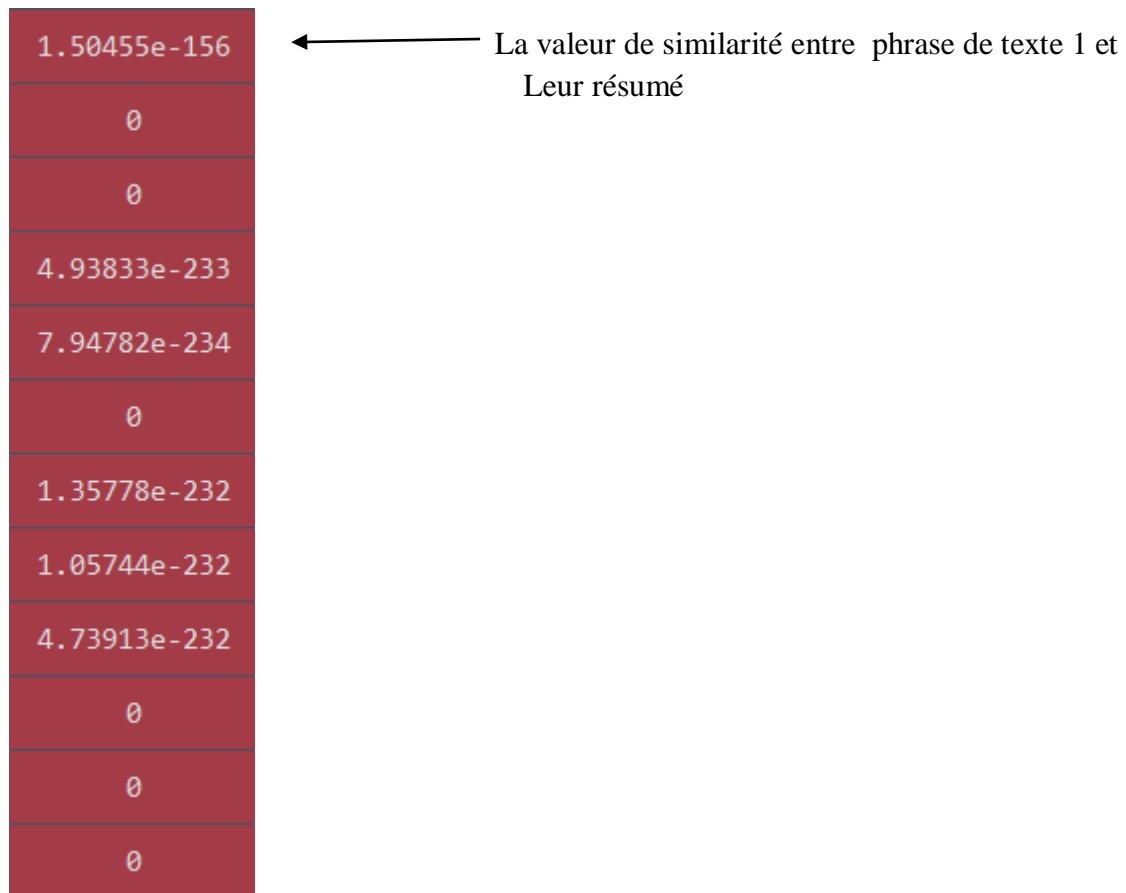 1.50455e-156
La valeur de similarité entre phrase de texte 1 et
Leur résumé
0
0
4.93833e-233
7.94782e-234
0
1.35778e-232
1.05744e-232
4.73913e-232
0
0
0